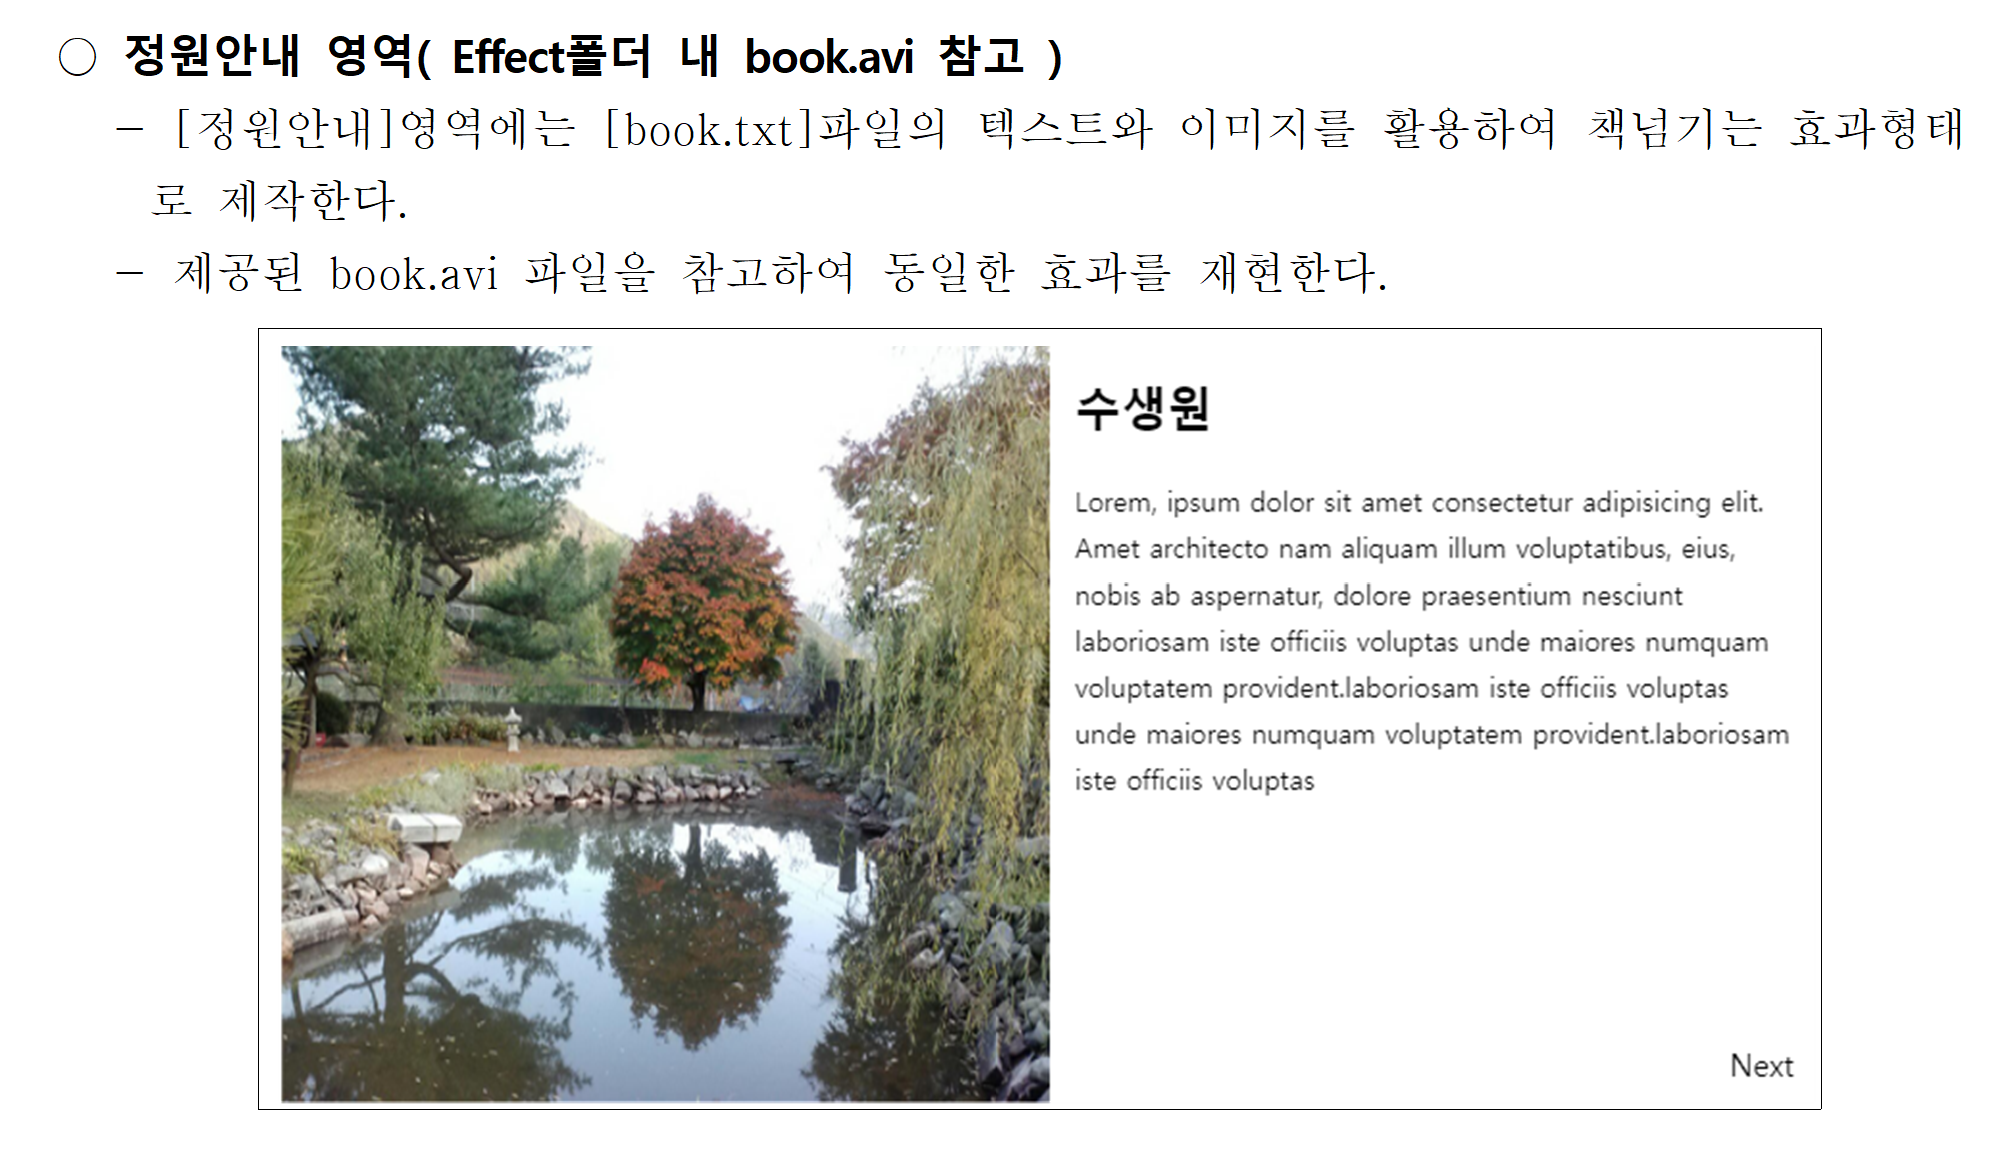 ○ 정원안내 영역( Effect폴더 내 book.avi 참고 )
- [정원안내]영역에는 [book.txt]파일의 텍스트와 이미지를 활용하여 책넘기는 효과형태
로 제작한다.
- 제공된 book.avi 파일을 참고하여 동일한 효과를 재현한다.
수생원
Lorem, ipsum dolor sit amet consectetur adipisicing elit.
Amet architecto nam aliquam illum voluptatibus, eius,
nobis ab aspernatur, dolore praesentium nesciunt
laboriosam iste officiis voluptas unde maiores numquam
voluptatem provident.laboriosam iste officiis voluptas
unde maiores numquam voluptatem provident.laboriosam
iste officiis voluptas
Next